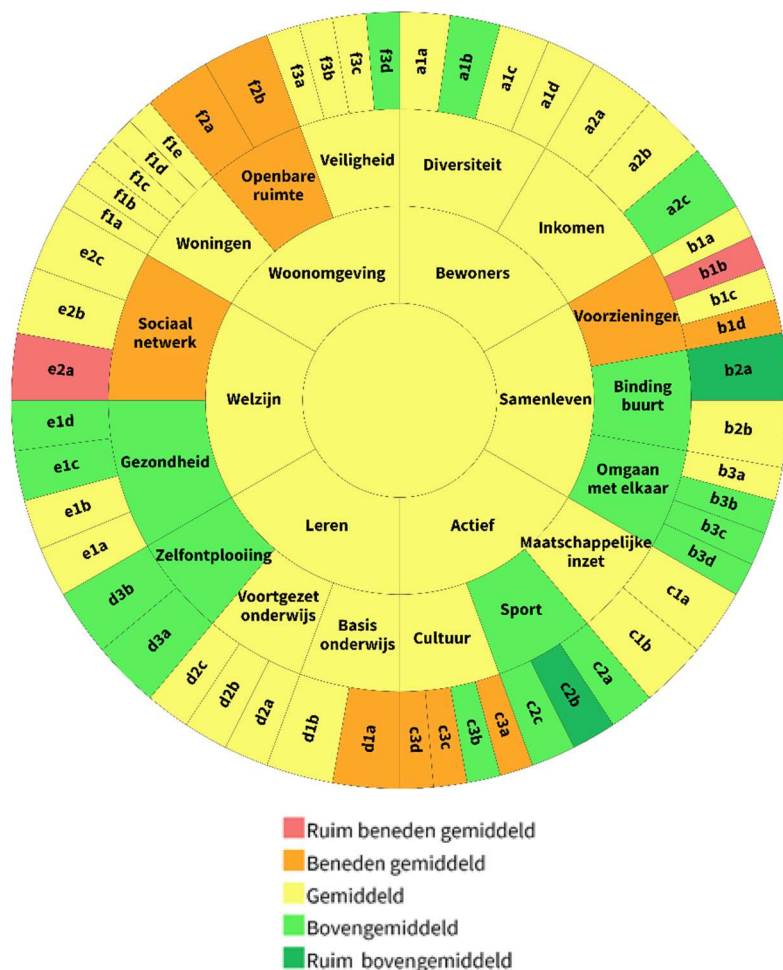 a1a
a1b
a1c
a1d
a2a
a2b
a2c
b1a
b1b
b1c
b1d
b2a
b2b
b3a
b3b
b3c
b3d
c1a
c1b
c2a
c2b
c2c
c3a
c3b
c3c
c3d
d1a
d1b
d2a
d2b
d2c
d3a
d3b
e1a
e1b
e1c
e1d
e2a
e2b
e2c
f1a
f1b
f1c
f1d
f1e
f2a
f2b
f3a
f3b
f3c
f3d
Diversiteit
Inkomen
Voorzieningen
Binding
buurt
Omgaan
met elkaar
Maatschappelijke
inzet
Sport
Cultuur
Basis
onderwijs
Voortgezet
onderwijs
Zelfontplooiing
Gezondheid
Sociaal
netwerk
Woningen
Openbare
ruimte
Veiligheid
Bewoners
Samenleven
Actief
Leren
Welzijn
Woonomgeving
Ruim beneden gemiddeld
Beneden gemiddeld
Gemiddeld
Bovengemiddeld
Ruim bovengemiddeld